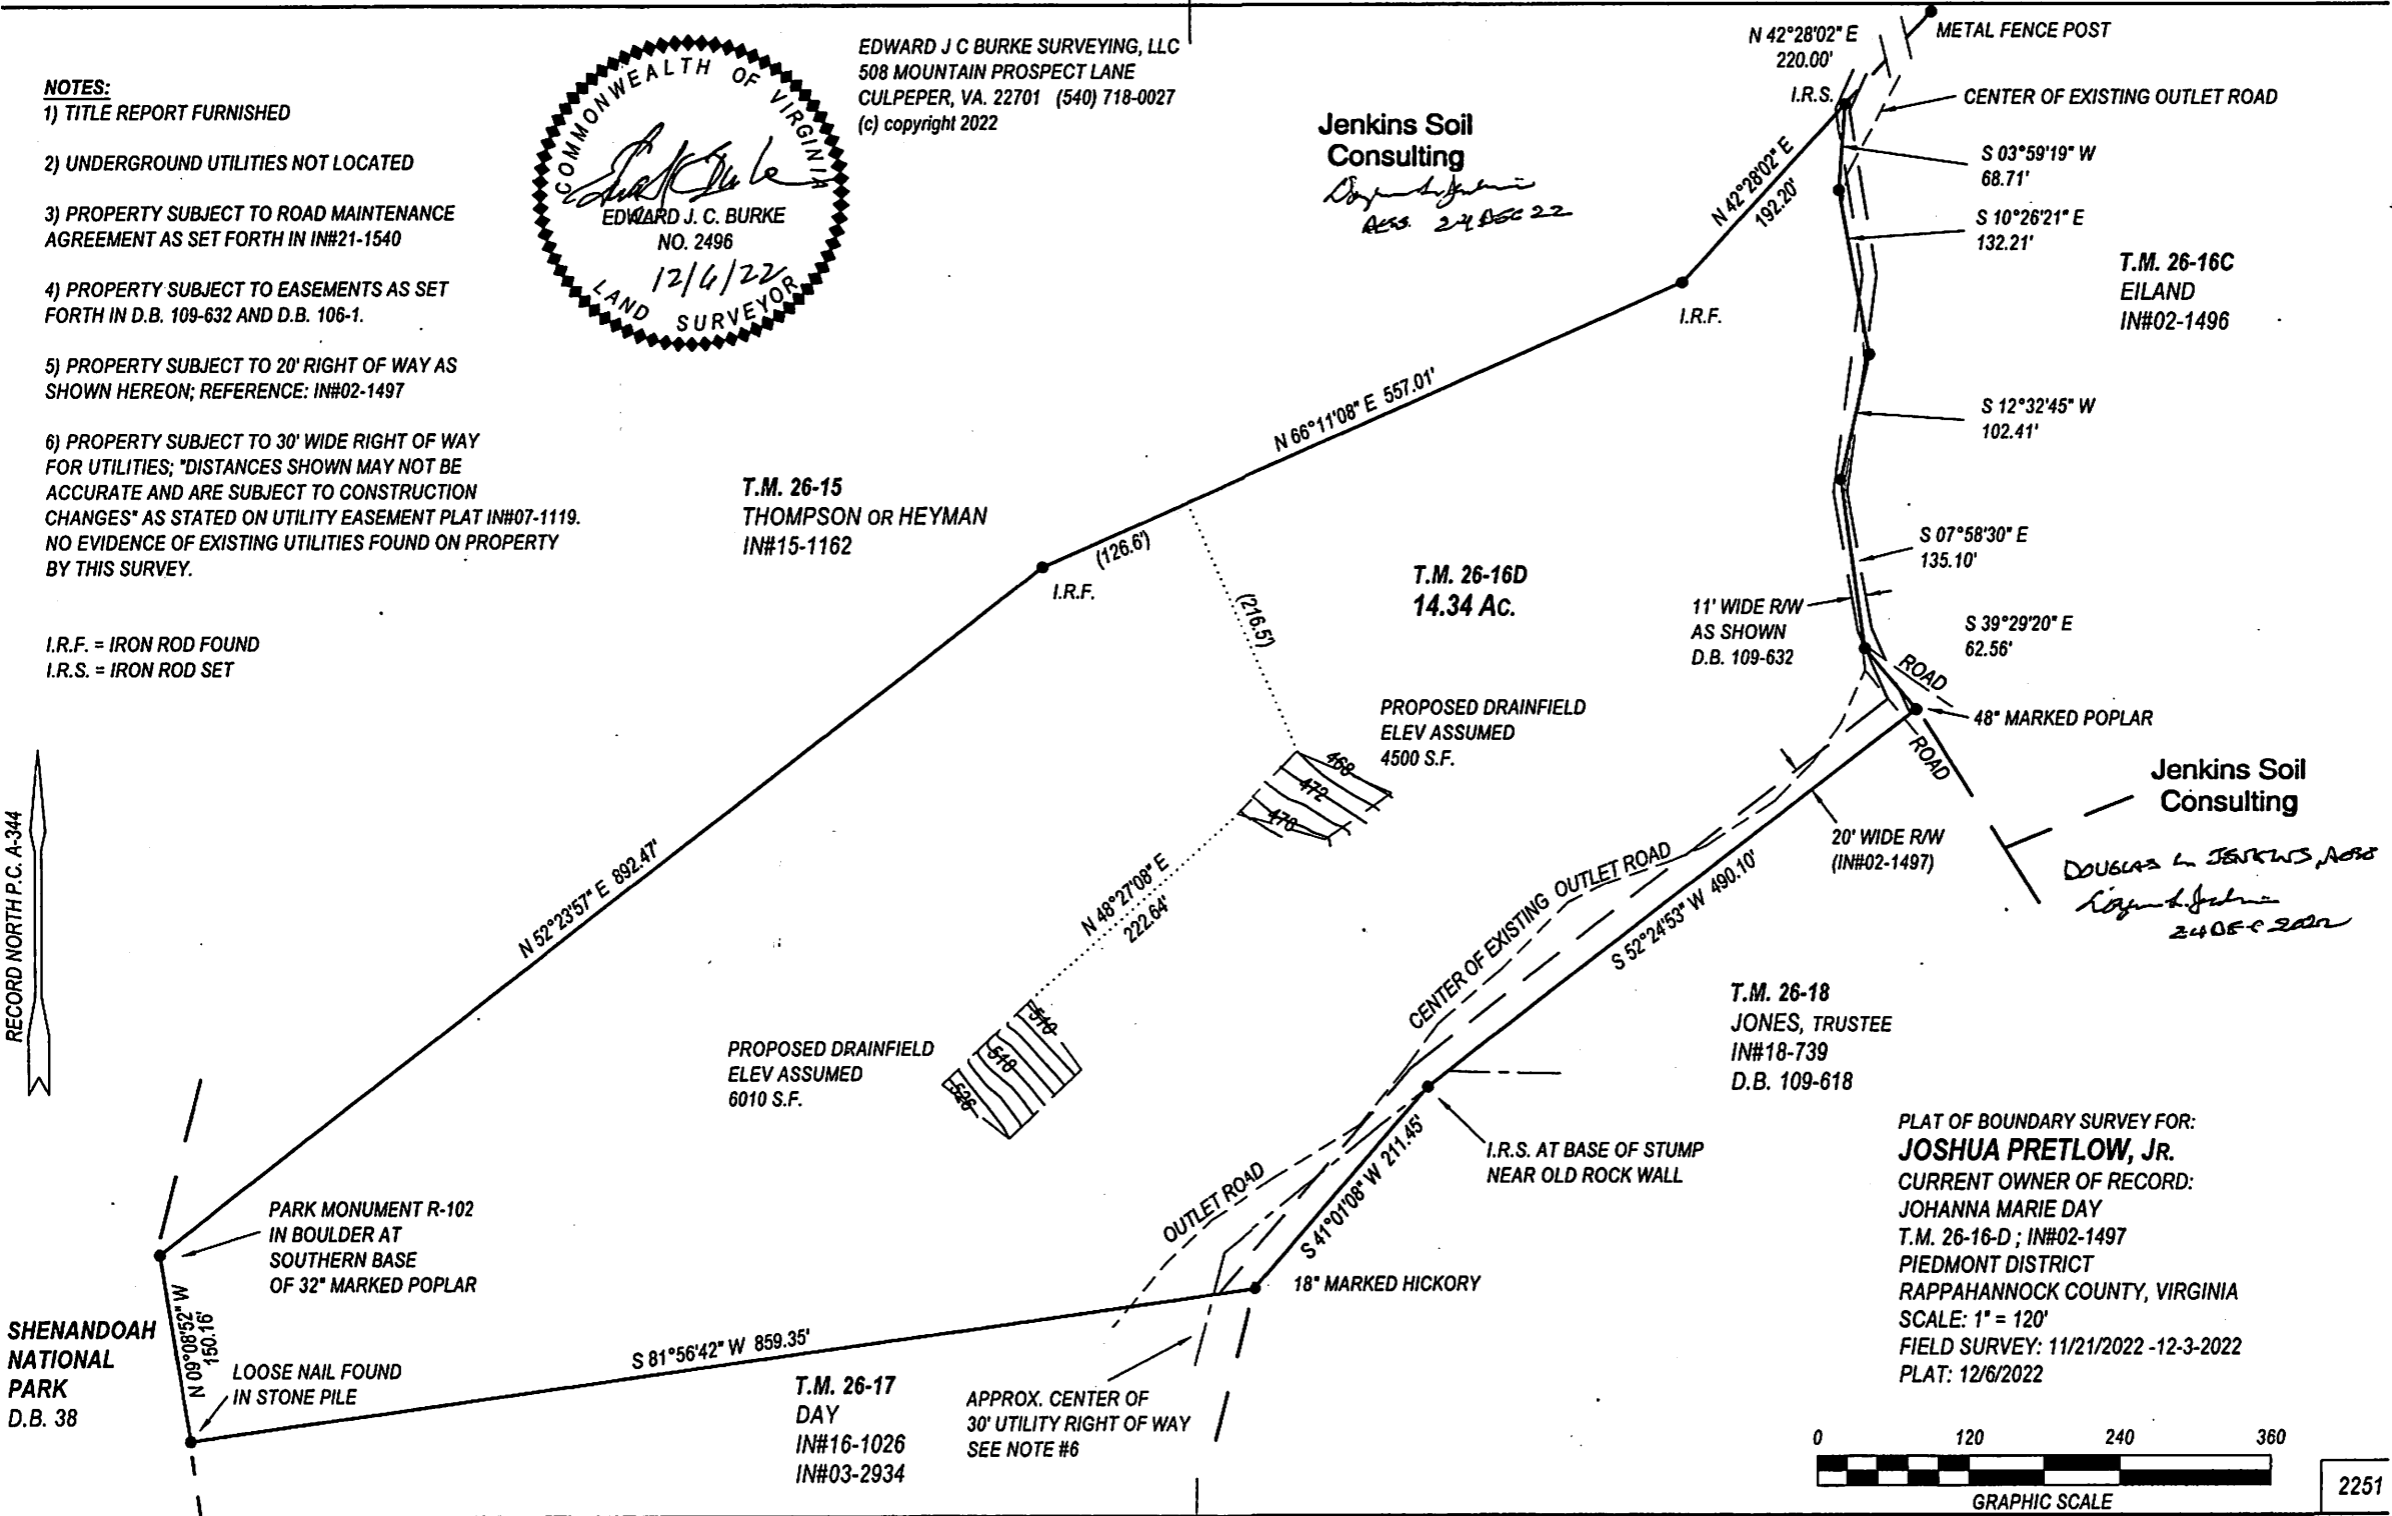 NOTES:
1) TITLE REPORT FURNISHED
2) UNDERGROUND UTILITIES NOT LOCATED
3) PROPERTY SUBJECT TO ROAD MAINTENANCE
AGREEMENT AS SET FORTH IN IN#21-1540
4) PROPERTY SUBJECT TO EASEMENTS AS SET
FORTH IN D.B. 109-632 AND D.B. 106-1.
5) PROPERTY SUBJECT TO 20' RIGHT OF WAY AS
SHOWN HEREON; REFERENCE: IN#02-1497
6) PROPERTY SUBJECT TO 30' WIDE RIGHT OF WAY
FOR UTILITIES; "DISTANCES SHOWN MAY NOT BE
ACCURATE AND ARE SUBJECT TO CONSTRUCTION
CHANGES" AS STATED ON UTILITY EASEMENT PLAT IN#07-1119.
NO EVIDENCE OF EXISTING UTILITIES FOUND ON PROPERTY
BY THIS SURVEY.
I.R.F. = IRON ROD FOUND
I.R.S. = IRON ROD SET
COMMONWEALTH OF VIRGINIA
EDWARD J. C. BURKE
NO. 2496
12/6/22
LAND SURVEYOR
EDWARD J C BURKE SURVEYING, LLC
508 MOUNTAIN PROSPECT LANE
CULPEPER, VA. 22701 (540) 718-0027
(c) copyright 2022
Jenkins Soil
Consulting
24 DEC 22
N 42°28'02" E
220.00'
METAL FENCE POST
I.R.S.
CENTER OF EXISTING OUTLET ROAD
S 03°59'19" W
68.71'
N 42°28'02" E
192.20'
S 10°26'21" E
132.21'
T.M. 26-16C
EILAND
IN#02-1496
I.R.F.
N 66°11'08" E 557.01'
S 12°32'45" W
102.41'
T.M. 26-15
THOMPSON OR HEYMAN
IN#15-1162
(126.6')
I.R.F.
(216.5')
T.M. 26-16D
14.34 AC.
S 07°58'30" E
135.10'
11' WIDE R/W
AS SHOWN
D.B. 109-632
S 39°29'20" E
62.56'
ROAD
48" MARKED POPLAR
ROAD
PROPOSED DRAINFIELD
ELEV ASSUMED
4500 S.F.
468
472
478
Jenkins Soil
Consulting
DOUGLAS L. JENKINS, AOSE
24 DEC 2022
20' WIDE R/W
(IN#02-1497)
RECORD NORTH P.C. A-344
N 52°23'57" E 892.47'
N 48°27'08" E
222.64'
CENTER OF EXISTING OUTLET ROAD
S 52°24'53" W 490.10'
T.M. 26-18
JONES, TRUSTEE
IN#18-739
D.B. 109-618
PROPOSED DRAINFIELD
ELEV ASSUMED
6010 S.F.
510
518
526
I.R.S. AT BASE OF STUMP
NEAR OLD ROCK WALL
S 41°01'08" W 211.45'
OUTLET ROAD
18" MARKED HICKORY
PARK MONUMENT R-102
IN BOULDER AT
SOUTHERN BASE
OF 32" MARKED POPLAR
N 09°08'52" W
150.16'
SHENANDOAH
NATIONAL
PARK
D.B. 38
LOOSE NAIL FOUND
IN STONE PILE
S 81°56'42" W 859.35'
T.M. 26-17
DAY
IN#16-1026
IN#03-2934
APPROX. CENTER OF
30' UTILITY RIGHT OF WAY
SEE NOTE #6
PLAT OF BOUNDARY SURVEY FOR:
JOSHUA PRETLOW, JR.
CURRENT OWNER OF RECORD:
JOHANNA MARIE DAY
T.M. 26-16-D ; IN#02-1497
PIEDMONT DISTRICT
RAPPAHANNOCK COUNTY, VIRGINIA
SCALE: 1" = 120'
FIELD SURVEY: 11/21/2022 -12-3-2022
PLAT: 12/6/2022
0 120 240 360
GRAPHIC SCALE
2251